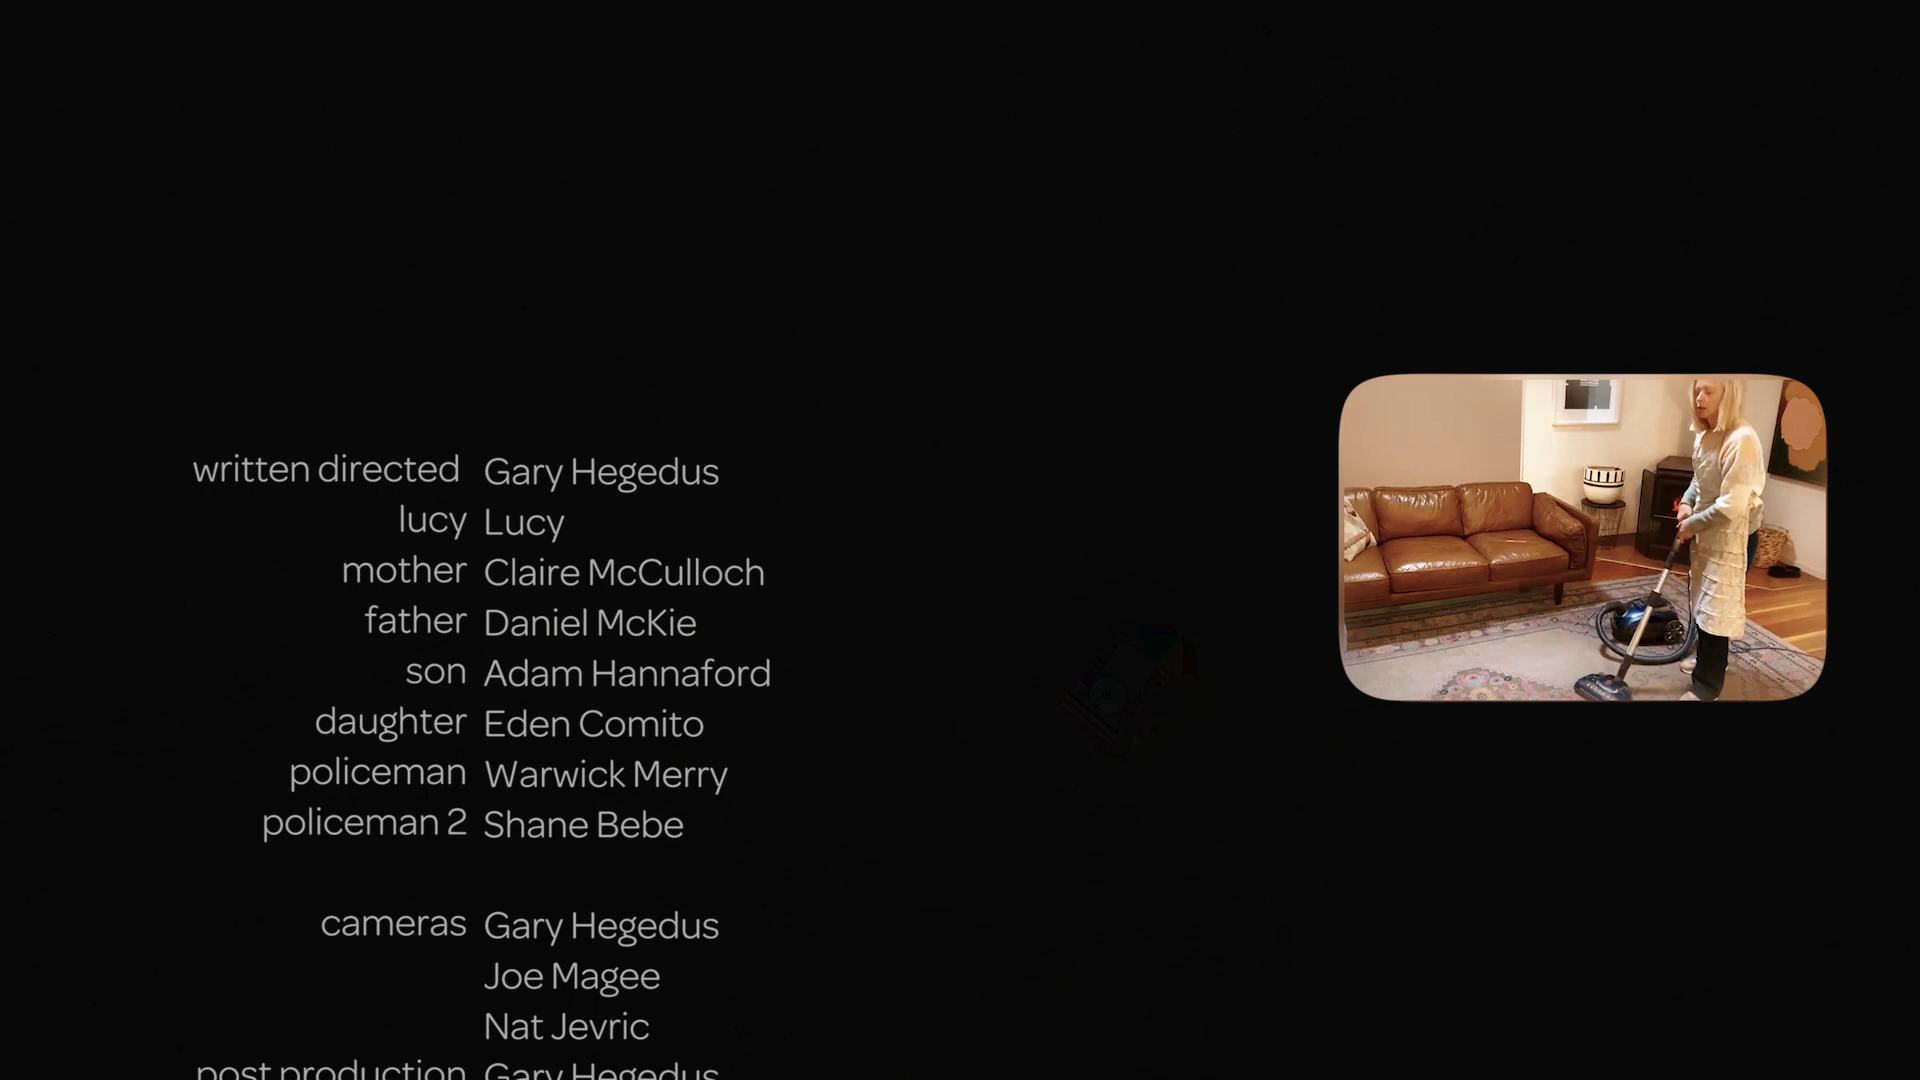 written directed Gary Hegedus
lucy Lucy
mother Claire McCulloch
father Daniel McKie
son Adam Hannaford
daughter Eden Comito
policeman Warwick Merry
policeman 2 Shane Bebe
cameras Gary Hegedus
Joe Magee
Nat Jevric
post production Gary Hegedus